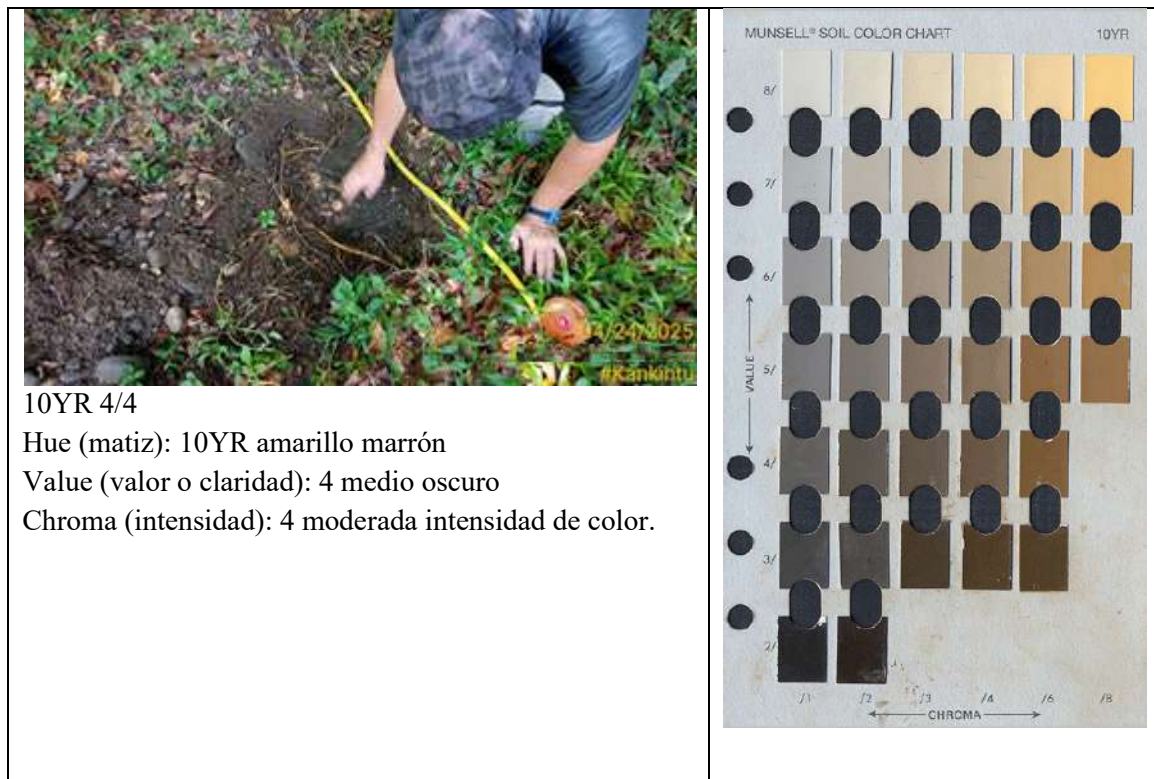 04/24/2025
#Kankintu
10YR 4/4
Hue (matiz): 10YR amarillo marrón
Value (valor o claridad): 4 medio oscuro
Chroma (intensidad): 4 moderada intensidad de color.
MUNSELL® SOIL COLOR CHART 10YR
8/
7/
6/
5/
4/
3/
2/
VALUE
/1 /2 /3 /4 /6 /8
CHROMA